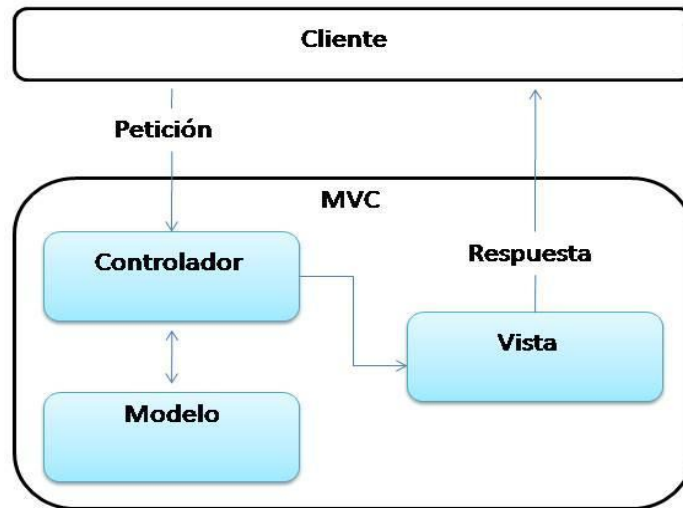 Cliente
Petición
MVC
Controlador
Respuesta
Vista
Modelo